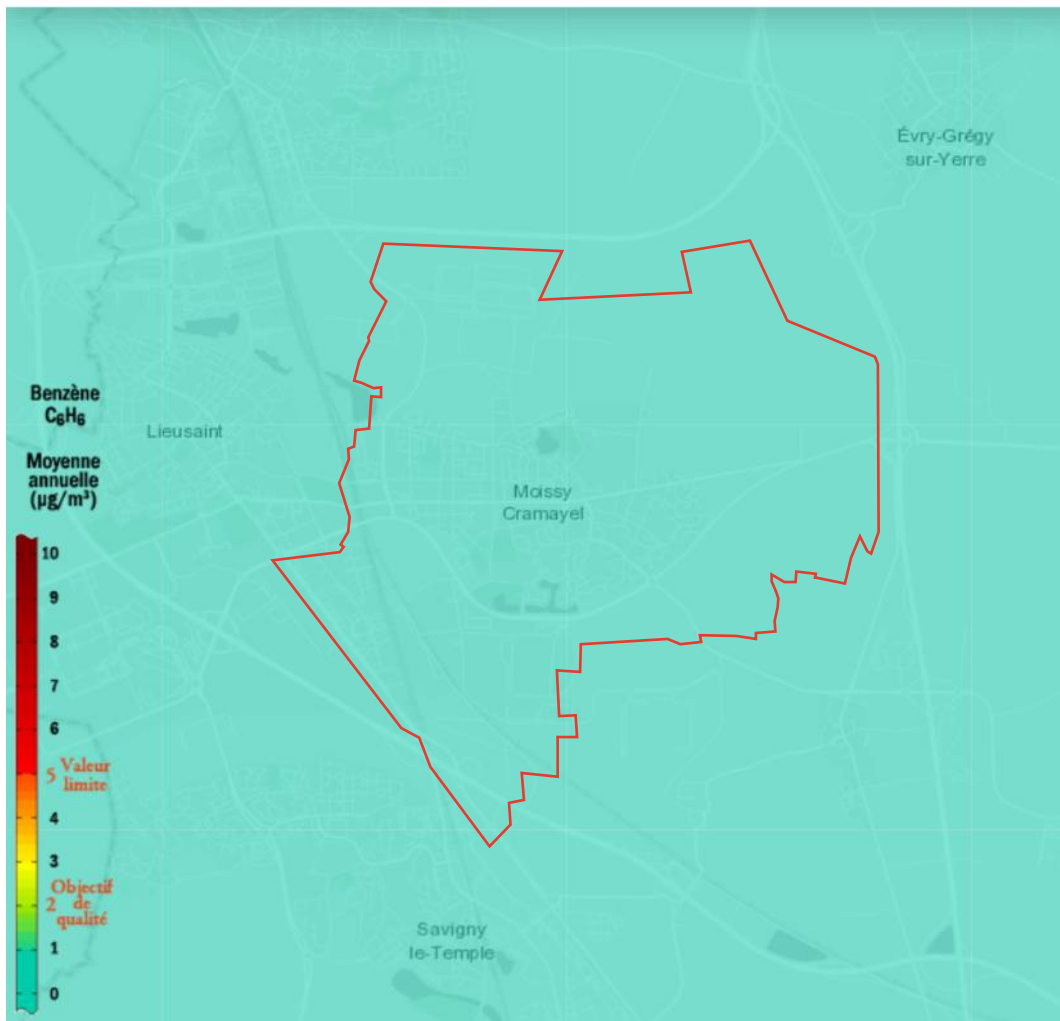 Évry-Grégy
sur-Yerre
Benzène
C₆H₆
Lieusaint
Moyenne
annuelle
(µg/m³)
Moissy
Cramayel
10
9
8
7
6
5 Valeur
limite
4
3
Objectif
2 de
qualité
1
Savigny
le-Temple
0